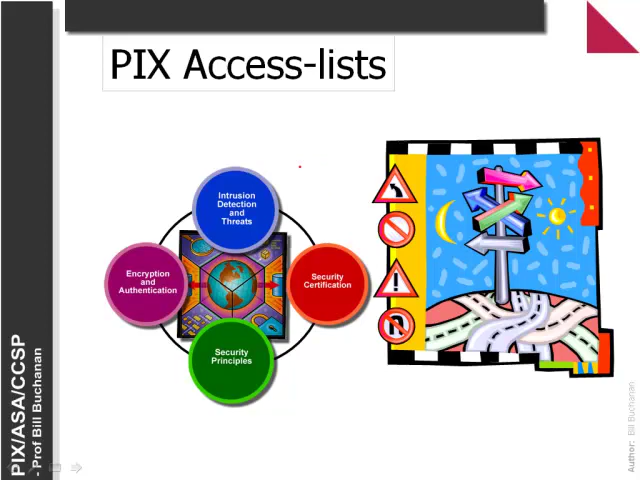 PIX Access-lists
Intrusion
Detection
and
Threats
Encryption
and
Authentication
Security
Certification
Security
Principles
PIX/ASA/CCSP
- Prof Bill Buchanan
Author: Bill Buchanan